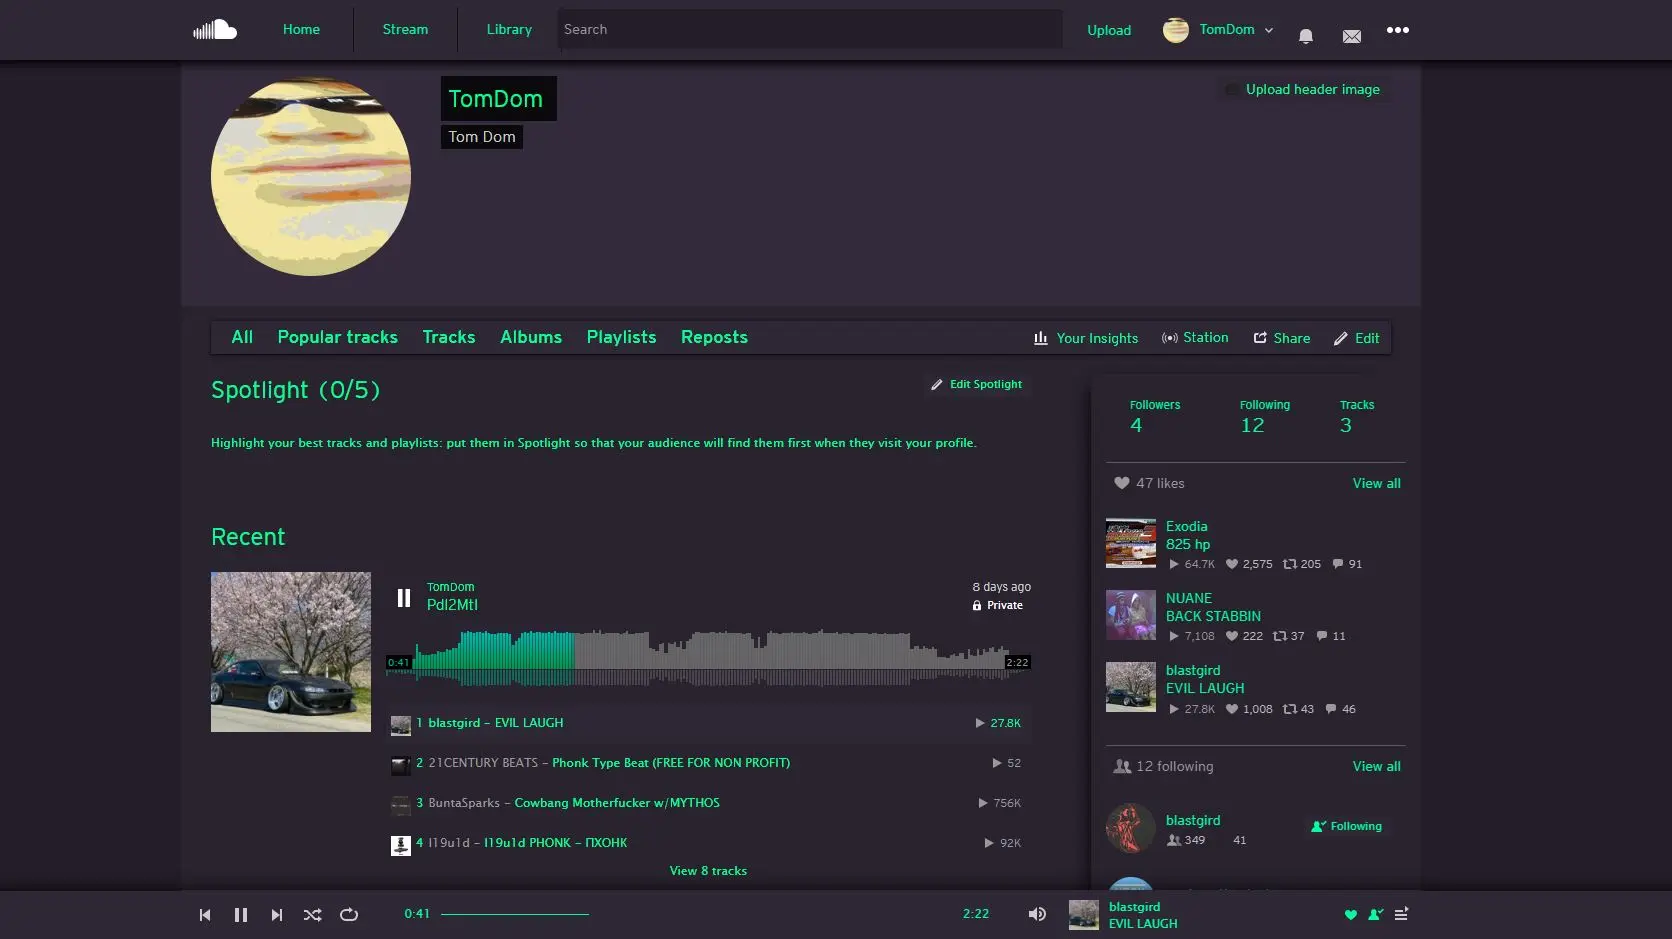 Home
Stream
Library
Search
Upload
TomDom
TomDom
Tom Dom
Upload header image
All
Popular tracks
Tracks
Albums
Playlists
Reposts
Your Insights
Station
Share
Edit
Spotlight (0/5)
Edit Spotlight
Highlight your best tracks and playlists: put them in Spotlight so that your audience will find them first when they visit your profile.
Recent
TomDom
8 days ago
Pdl2Mtl
Private
0:41
2:22
1 blastgird – EVIL LAUGH
27.8K
2 21CENTURY BEATS – Phonk Type Beat (FREE FOR NON PROFIT)
52
3 BuntaSparks – Cowbang Motherfucker w/MYTHOS
756K
4 l19u1d – l19u1d PHONK – ПХОНК
92K
View 8 tracks
Followers
4
Following
12
Tracks
3
47 likes
View all
Exodia
825 hp
64.7K 2,575 205 91
NUANE
BACK STABBIN
7,108 222 37 11
blastgird
EVIL LAUGH
27.8K 1,008 43 46
12 following
View all
blastgird
349 41
Following
0:41
2:22
blastgird
EVIL LAUGH